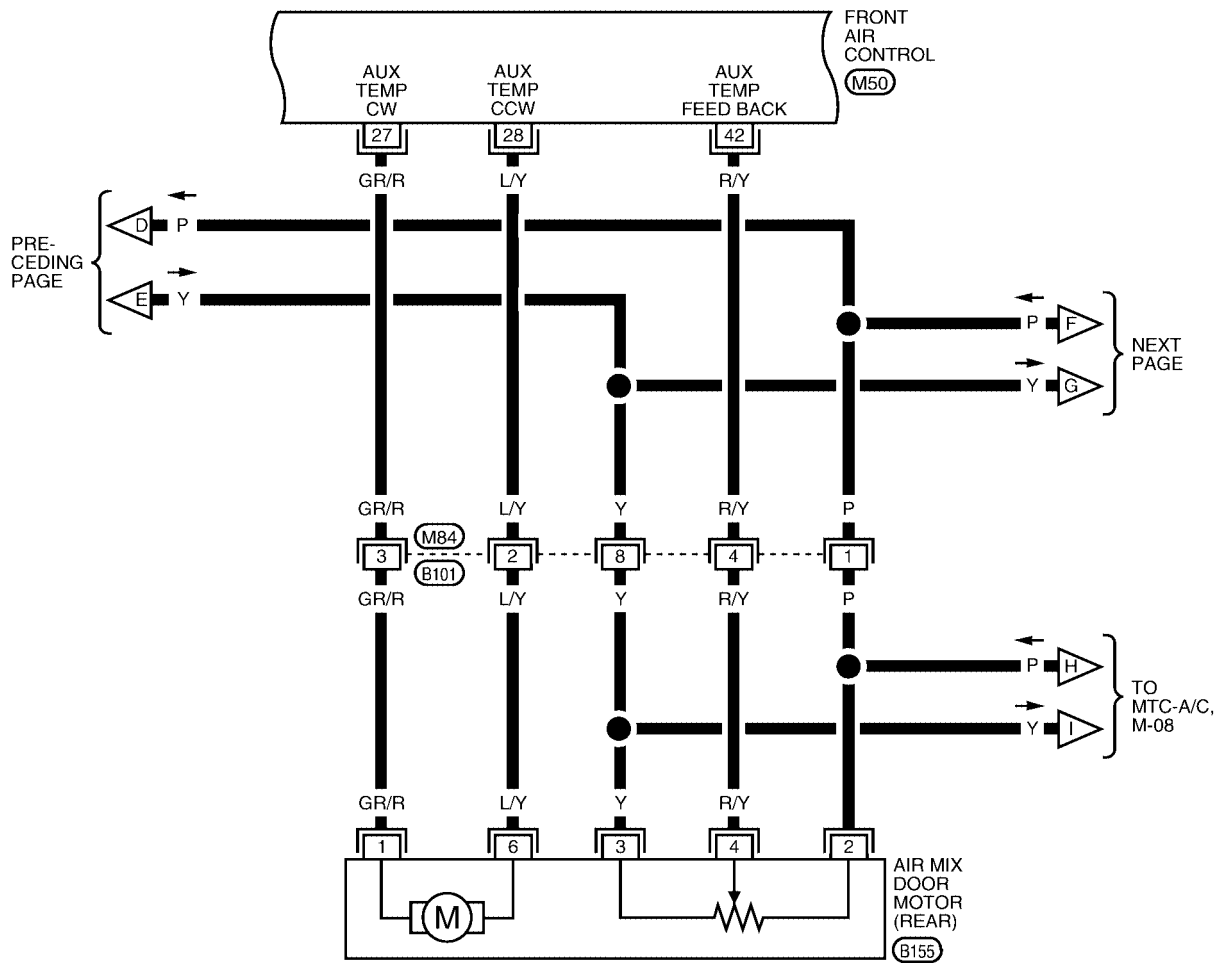 FRONT
AIR
CONTROL
M50
AUX
TEMP
CW
AUX
TEMP
CCW
AUX
TEMP
FEED BACK
27
28
42
GR/R
L/Y
R/Y
PRE-
CEDING
PAGE
D
P
E
Y
P
F
Y
G
NEXT
PAGE
GR/R
L/Y
Y
R/Y
P
3
M84
B101
2
8
4
1
GR/R
L/Y
Y
R/Y
P
P
H
Y
I
TO
MTC-A/C,
M-08
GR/R
L/Y
Y
R/Y
1
6
3
4
2
M
AIR MIX
DOOR
MOTOR
(REAR)
B155